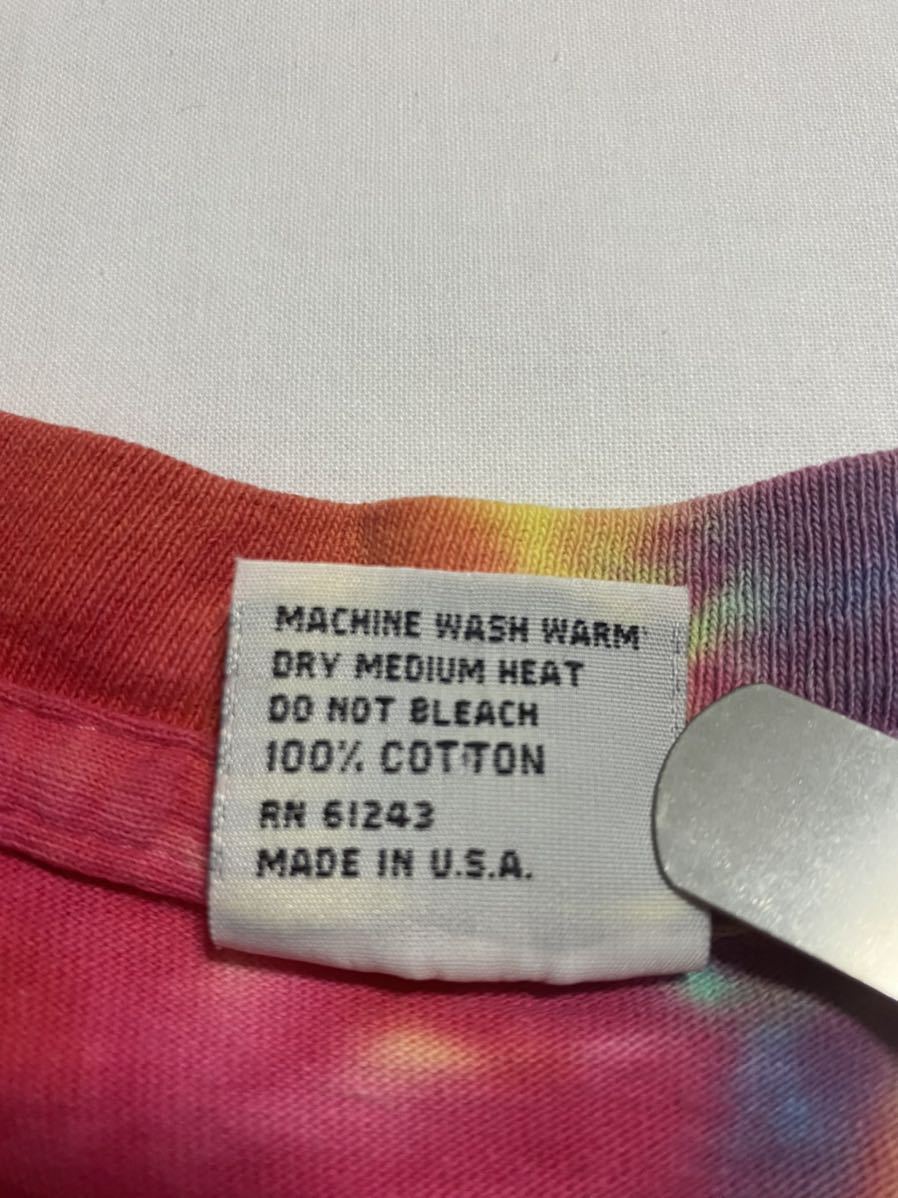 MACHINE WASH WARM
DRY MEDIUM HEAT
DO NOT BLEACH
100% COTTON
RN 61243
MADE IN U.S.A.